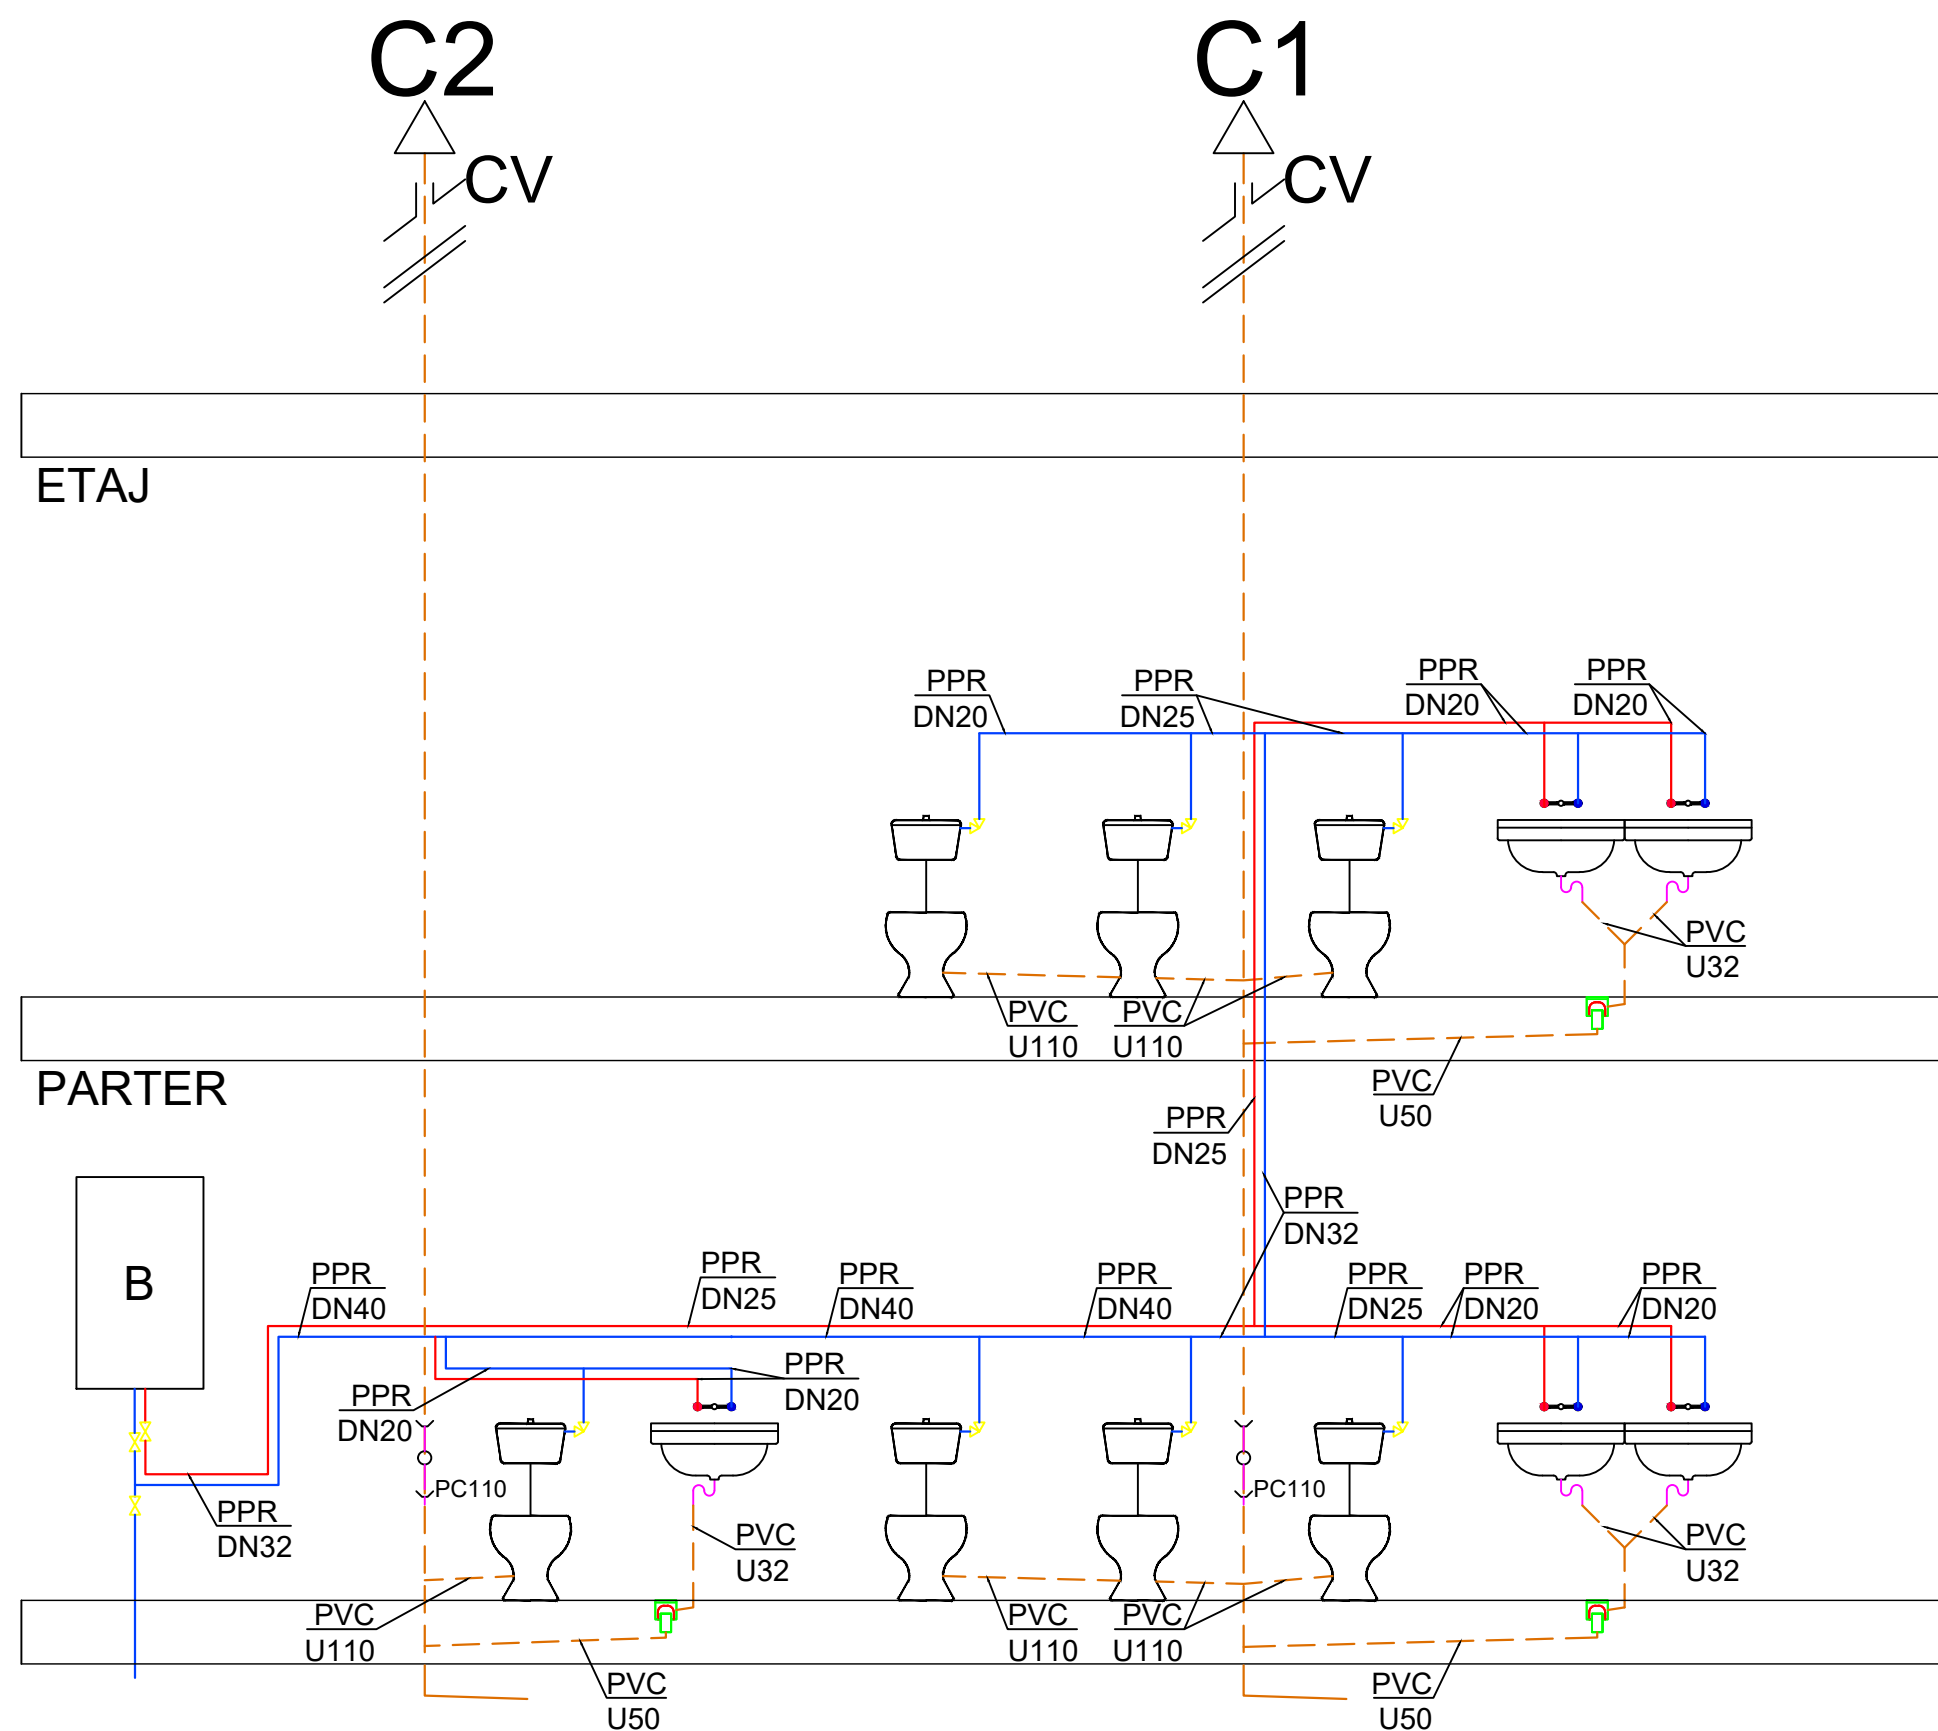 C2
C1
CV
CV
ETAJ
PPR
DN20
PPR
DN25
PPR
DN20
PPR
DN20
PVC
U32
PVC
U110
PVC
U110
PARTER
PVC
U50
PPR
DN25
PPR
DN32
B
PPR
DN40
PPR
DN25
PPR
DN40
PPR
DN40
PPR
DN25
PPR
DN20
PPR
DN20
PPR
DN20
PPR
DN20
PC110
PC110
PPR
DN32
PVC
U32
PVC
U32
PVC
U110
PVC
U110
PVC
U110
PVC
U50
PVC
U50